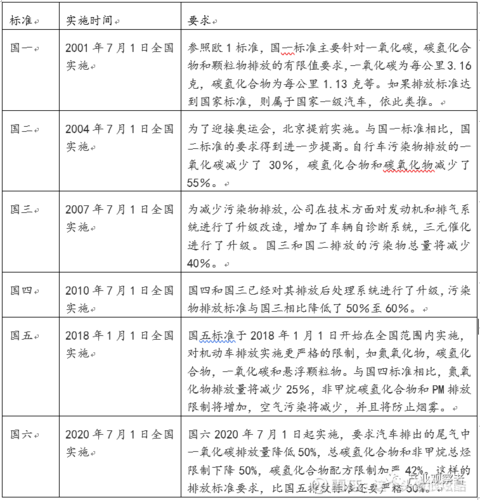 标准 实施时间 要求
国一 2001 年 7 月 1 日全国 参照欧 1 标准，国一标准主要针对一氧化碳，碳氢化合
实施 物和颗粒物排放的有限值要求，一氧化碳为每公里 3.16
克，碳氢化合物为每公里 1.13 克等。如果排放标准达
到国家标准，则属于国家一级汽车，依此类推。
国二 2004 年 7 月 1 日全国 为了迎接奥运会，北京提前实施。与国一标准相比，国
实施 二标准的要求得到进一步提高。自行车污染物排放的一
氧化碳减少了 30%，碳氢化合物和碳氧化物减少了
55%。
国三 2007 年 7 月 1 日全国 为减少污染物排放，公司在技术方面对发动机和排气系
实施 统进行了升级改造，增加了车辆自诊断系统，三元催化
进行了升级。国三和国二排放的污染物总量将减少
40%。
国四 2010 年 7 月 1 日全国 国四和国三已经对其排放后处理系统进行了升级，污染
实施 物排放标准与国三相比降低了 50%至 60%。
国五 2018 年 1 月 1 日全国 国五标准于 2018 年 1 月 1 日开始在全国范围内实施，
实施 对机动车排放实施更严格的限制，如氮氧化物，碳氢化
合物，一氧化碳和悬浮颗粒物。与国四标准相比，氮氧
化物排放量将减少 25%，非甲烷碳氢化合物和 PM 排放
限制将增加，空气污染将减少，并且将防止烟雾。
国六 2020 年 7 月 1 日全国 国六 2020 年 7 月 1 日起实施，要求汽车排出的尾气中
实施 一氧化碳排放量降低 50%，总碳氢化合物和非甲烷总烃
限制下降 50%，碳氢化合物配方限制加严 42%，这样的
排放标准要求，比国五排放标准还要严格 50%。